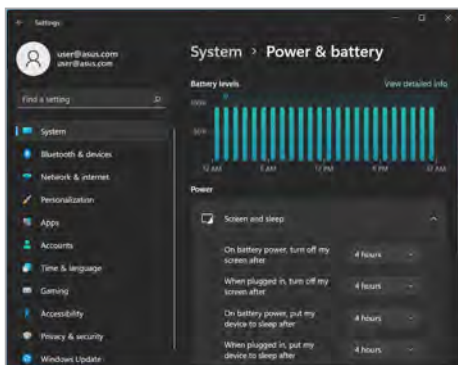 Settings
user@asus.com
user@asus.com
Find a setting
System
Bluetooth & devices
Network & internet
Personalization
Apps
Accounts
Time & language
Gaming
Accessibility
Privacy & security
Windows Update
System > Power & battery
Battery levels
View detailed info
100%
50%
12 AM 6 AM 12 PM 6 PM 12 AM
Power
Screen and sleep
On battery power, turn off my
screen after
4 hours
When plugged in, turn off my
screen after
4 hours
On battery power, put my
device to sleep after
4 hours
When plugged in, put my
device to sleep after
4 hours